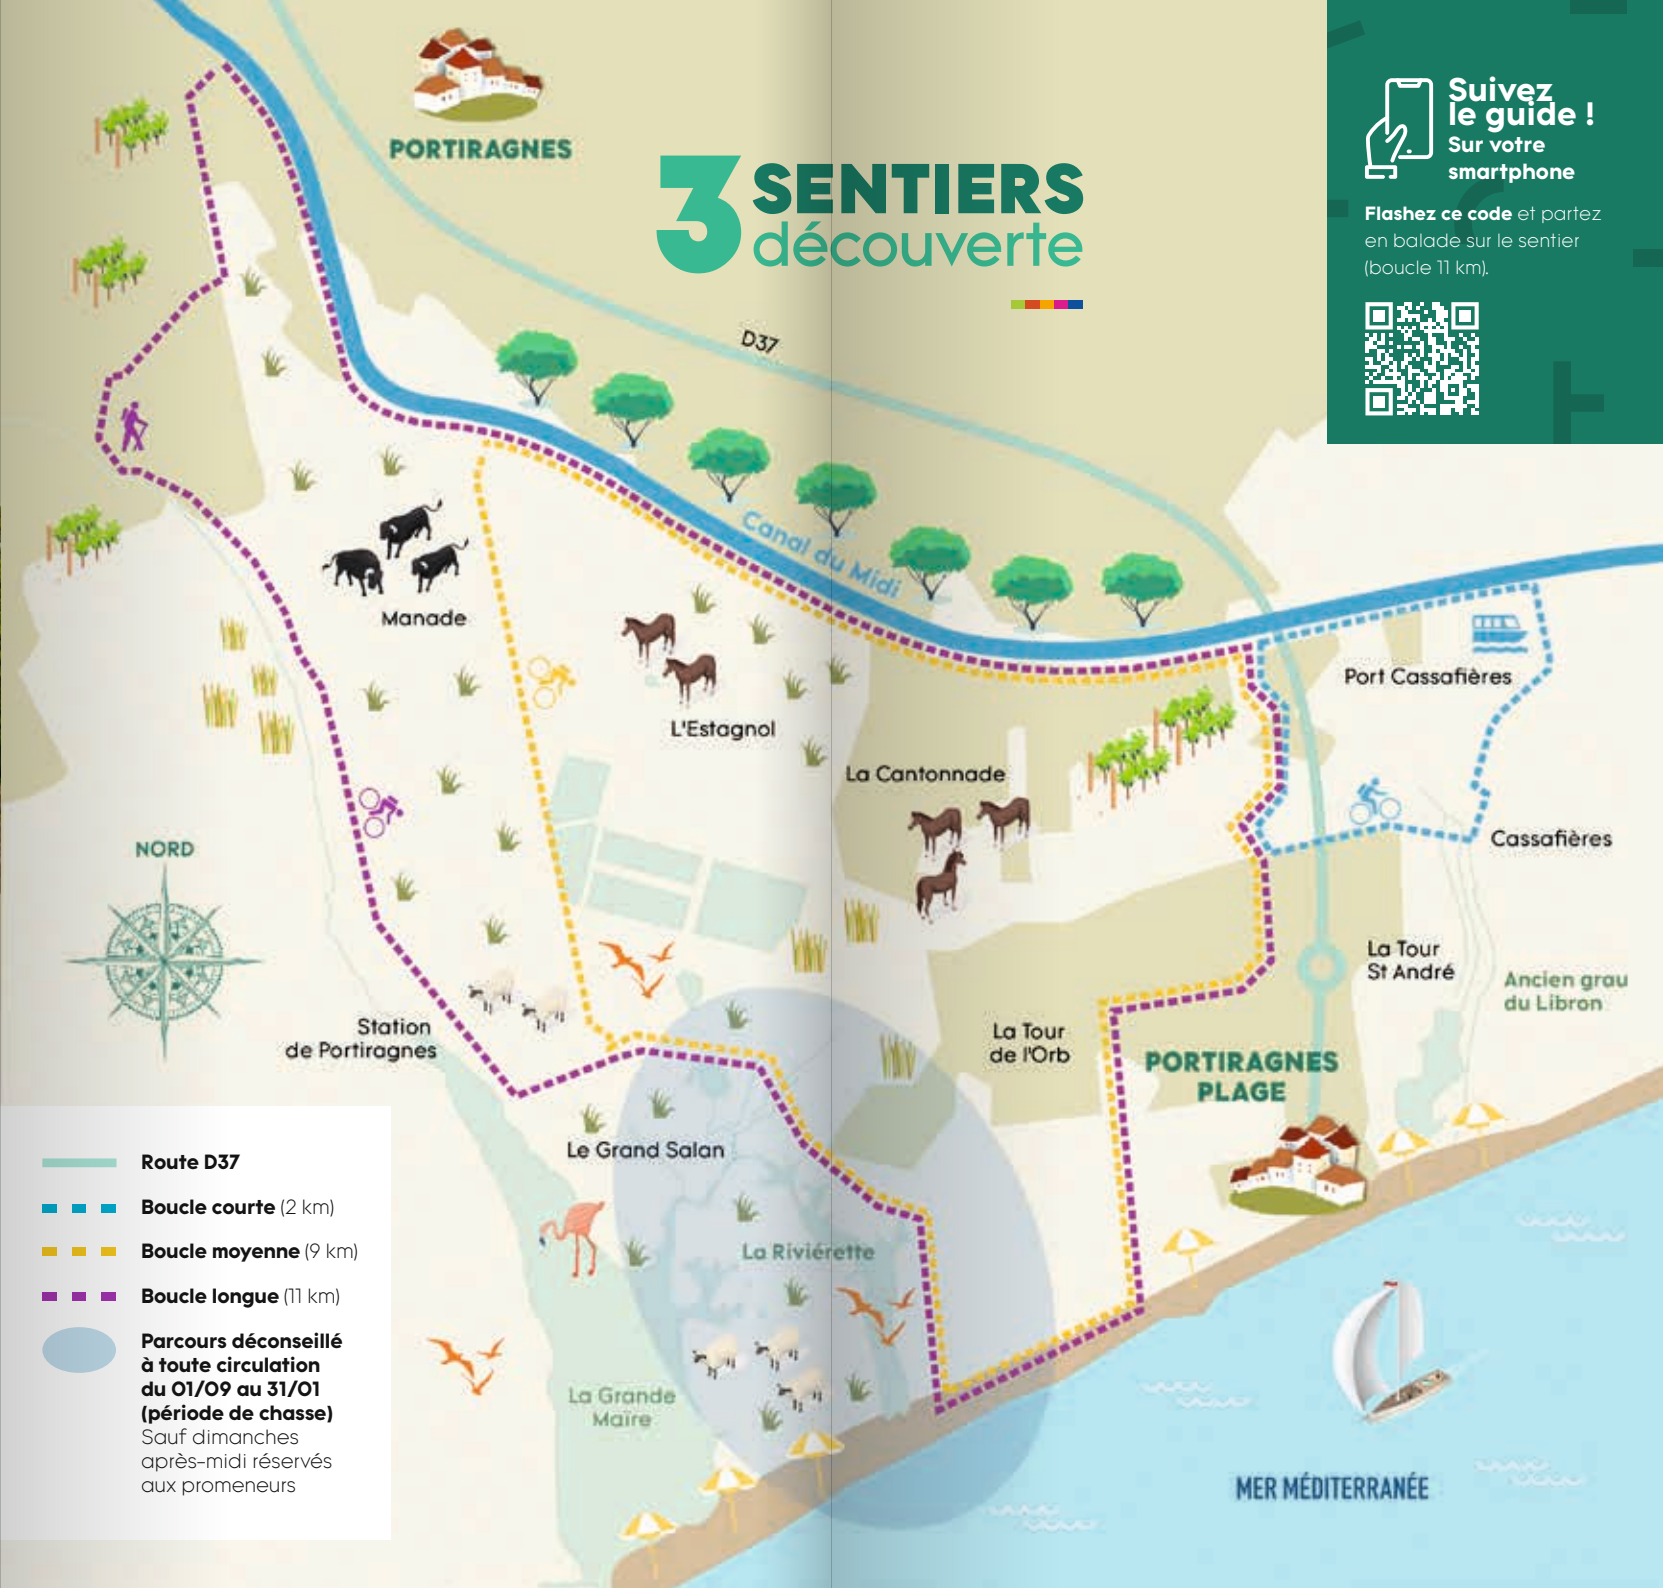 PORTIRAGNES
3 SENTIERS
découverte
Suivez
le guide !
Sur votre
smartphone
Flashez ce code et partez
en balade sur le sentier
(boucle 11 km).
D37
Canal du Midi
Manade
L'Estagnol
Port Cassafières
La Cantonnade
Cassafières
NORD
La Tour
St André
Ancien grau
du Libron
Station
de Portiragnes
La Tour
de l'Orb
PORTIRAGNES
PLAGE
Le Grand Salan
La Riviérette
La Grande
Maïre
MER MÉDITERRANÉE
Route D37
Boucle courte (2 km)
Boucle moyenne (9 km)
Boucle longue (11 km)
Parcours déconseillé
à toute circulation
du 01/09 au 31/01
(période de chasse)
Sauf dimanches
après-midi réservés
aux promeneurs